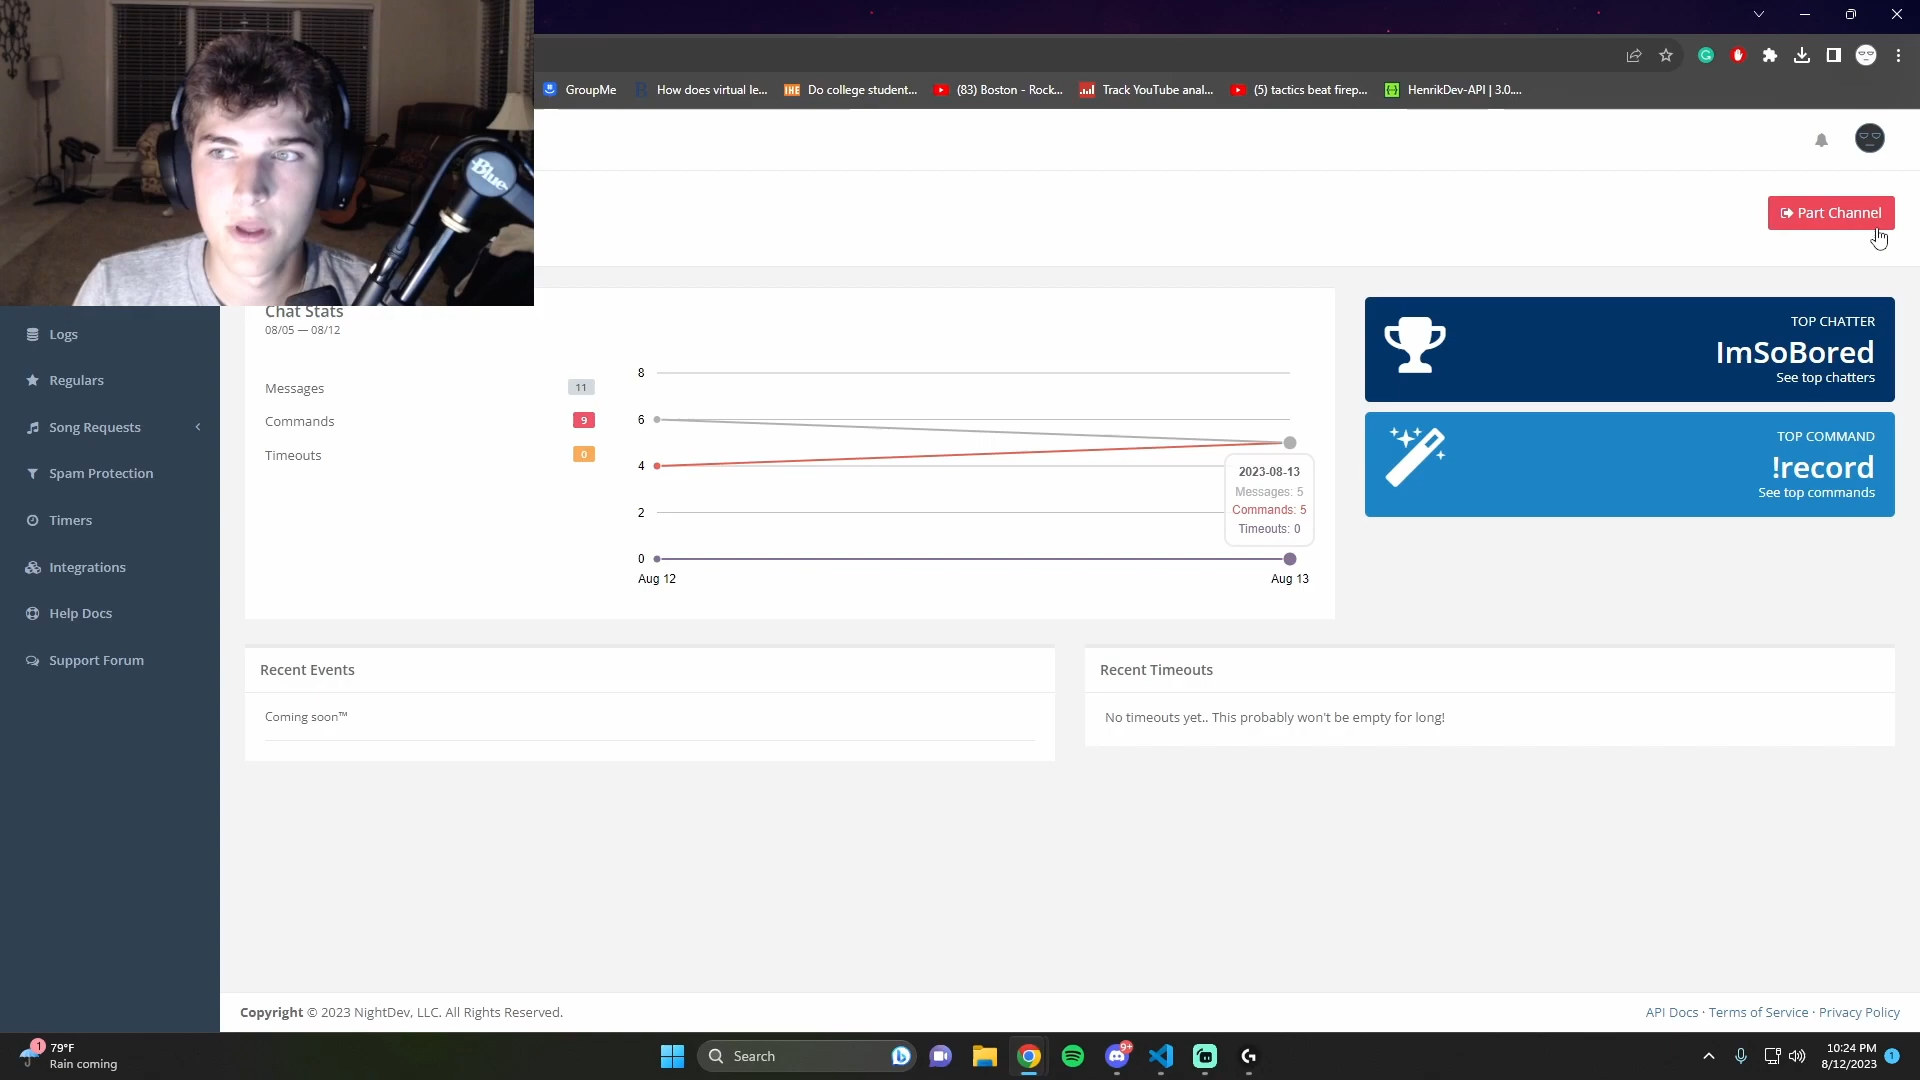 GroupMe
How does virtual le...
Do college student...
(83) Boston - Rock...
Track YouTube anal...
(5) tactics beat firep...
HenrikDev-API | 3.0....
Blue
Part Channel
Logs
Regulars
Song Requests
Spam Protection
Timers
Integrations
Help Docs
Support Forum
Chat Stats
08/05 — 08/12
Messages 11
Commands 9
Timeouts 0
8
6
4
2
0
Aug 12
Aug 13
2023-08-13
Messages: 5
Commands: 5
Timeouts: 0
TOP CHATTER
ImSoBored
See top chatters
TOP COMMAND
!record
See top commands
Recent Events
Coming soon™
Recent Timeouts
No timeouts yet.. This probably won't be empty for long!
Copyright © 2023 NightDev, LLC. All Rights Reserved.
API Docs · Terms of Service · Privacy Policy
1
79°F
Rain coming
Search
9+
10:24 PM
8/12/2023
1